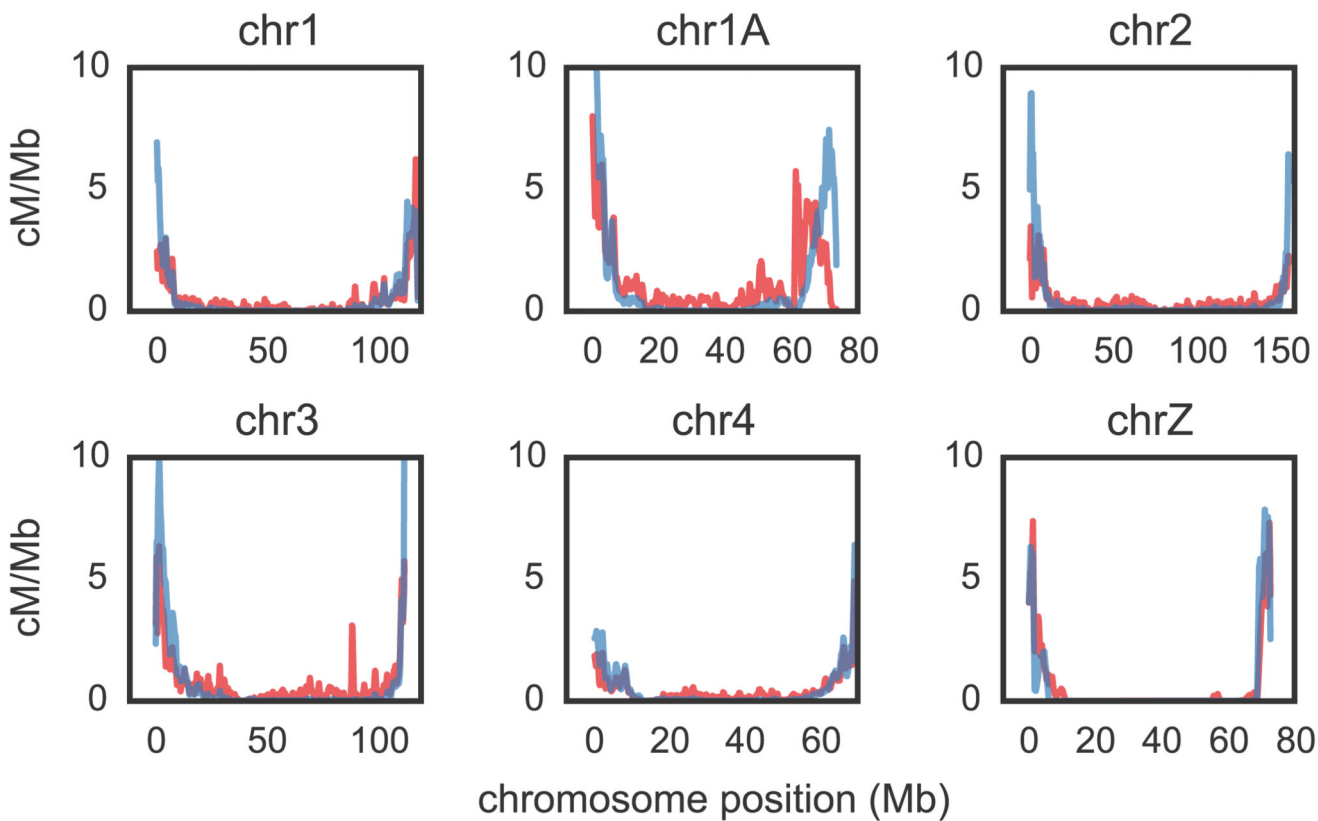 chr1 chr1A chr2
10 10 10
cM/Mb
5 5 5
0 0 0
0 50 100 0 20 40 60 80 0 50 100 150
chr3 chr4 chrZ
10 10 10
cM/Mb
5 5 5
0 0 0
0 50 100 0 20 40 60 0 20 40 60 80
chromosome position (Mb)